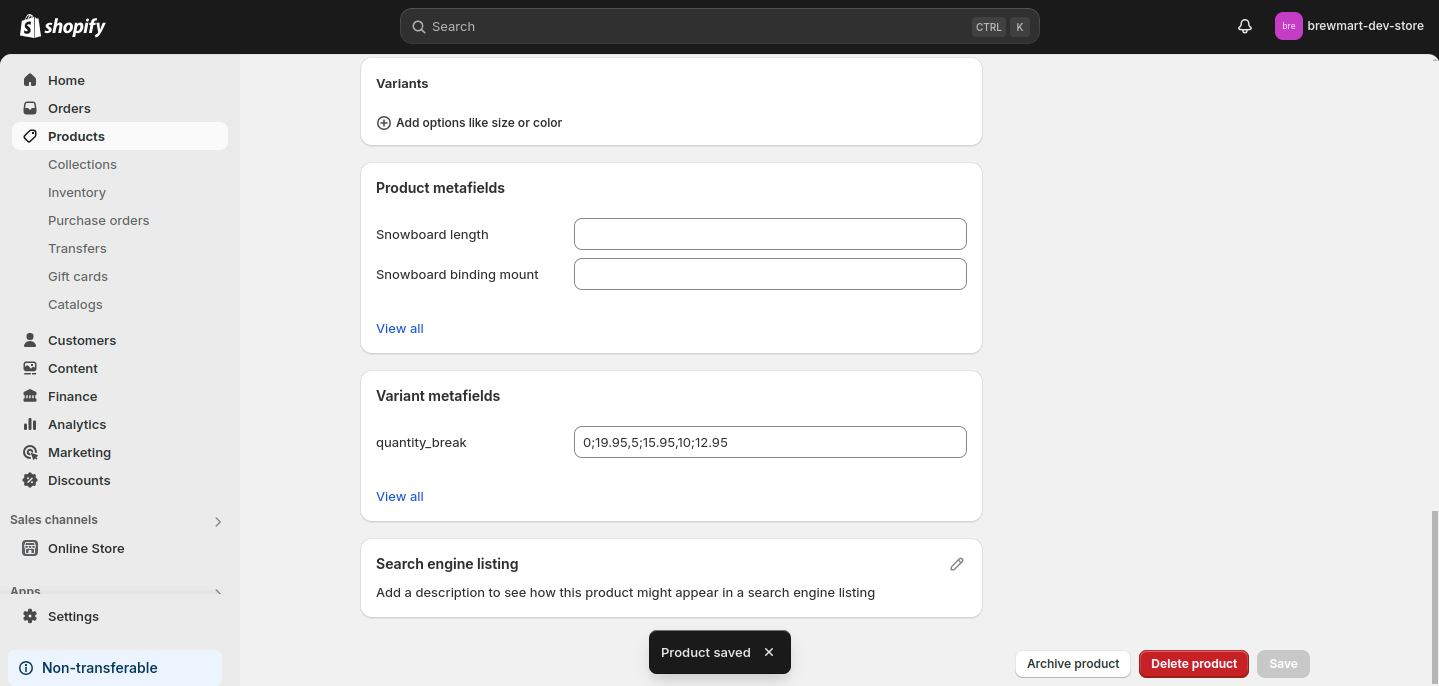 shopify
Search
CTRL K
bre
brewmart-dev-store
Home
Orders
Products
Collections
Inventory
Purchase orders
Transfers
Gift cards
Catalogs
Customers
Content
Finance
Analytics
Marketing
Discounts
Sales channels
Online Store
Apps
Settings
Non-transferable
Variants
Add options like size or color
Product metafields
Snowboard length
Snowboard binding mount
View all
Variant metafields
quantity_break 0;19.95,5;15.95,10;12.95
View all
Search engine listing
Add a description to see how this product might appear in a search engine listing
Product saved
Archive product
Delete product
Save